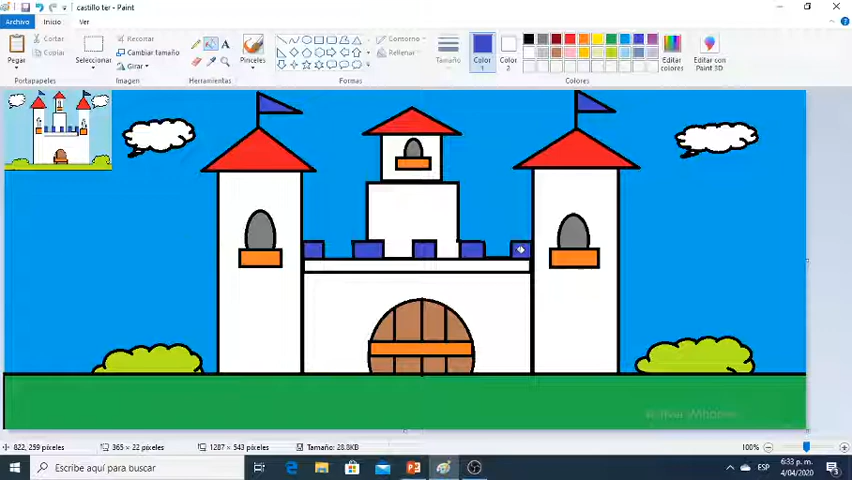 castillo ter - Paint
Archivo Inicio Ver
Pegar
Cortar
Copiar
Portapapeles
Seleccionar
Recortar
Cambiar tamaño
Girar
Imagen
A
Herramientas
Pinceles
Contorno
Rellenar
Formas
Tamaño
Color 1
Color 2
Editar colores
Editar con Paint 3D
Colores
822, 259 píxeles 365 × 22 píxeles 1287 × 543 píxeles Tamaño: 28.8KB 100%
Escribe aquí para buscar
ESP
6:33 p. m.
4/04/2020
3